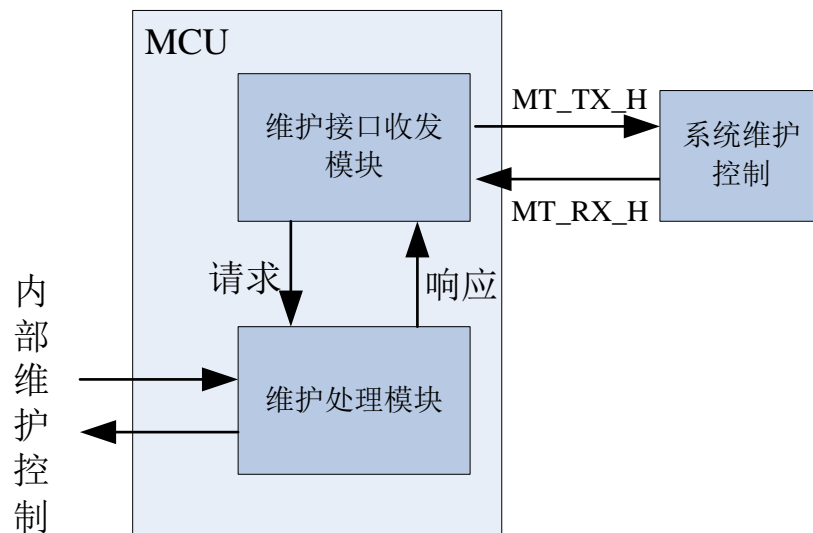 MCU
维护接口收发
模块
MT_TX_H
系统维护
控制
MT_RX_H
请求
响应
内
部
维
护
控
制
维护处理模块